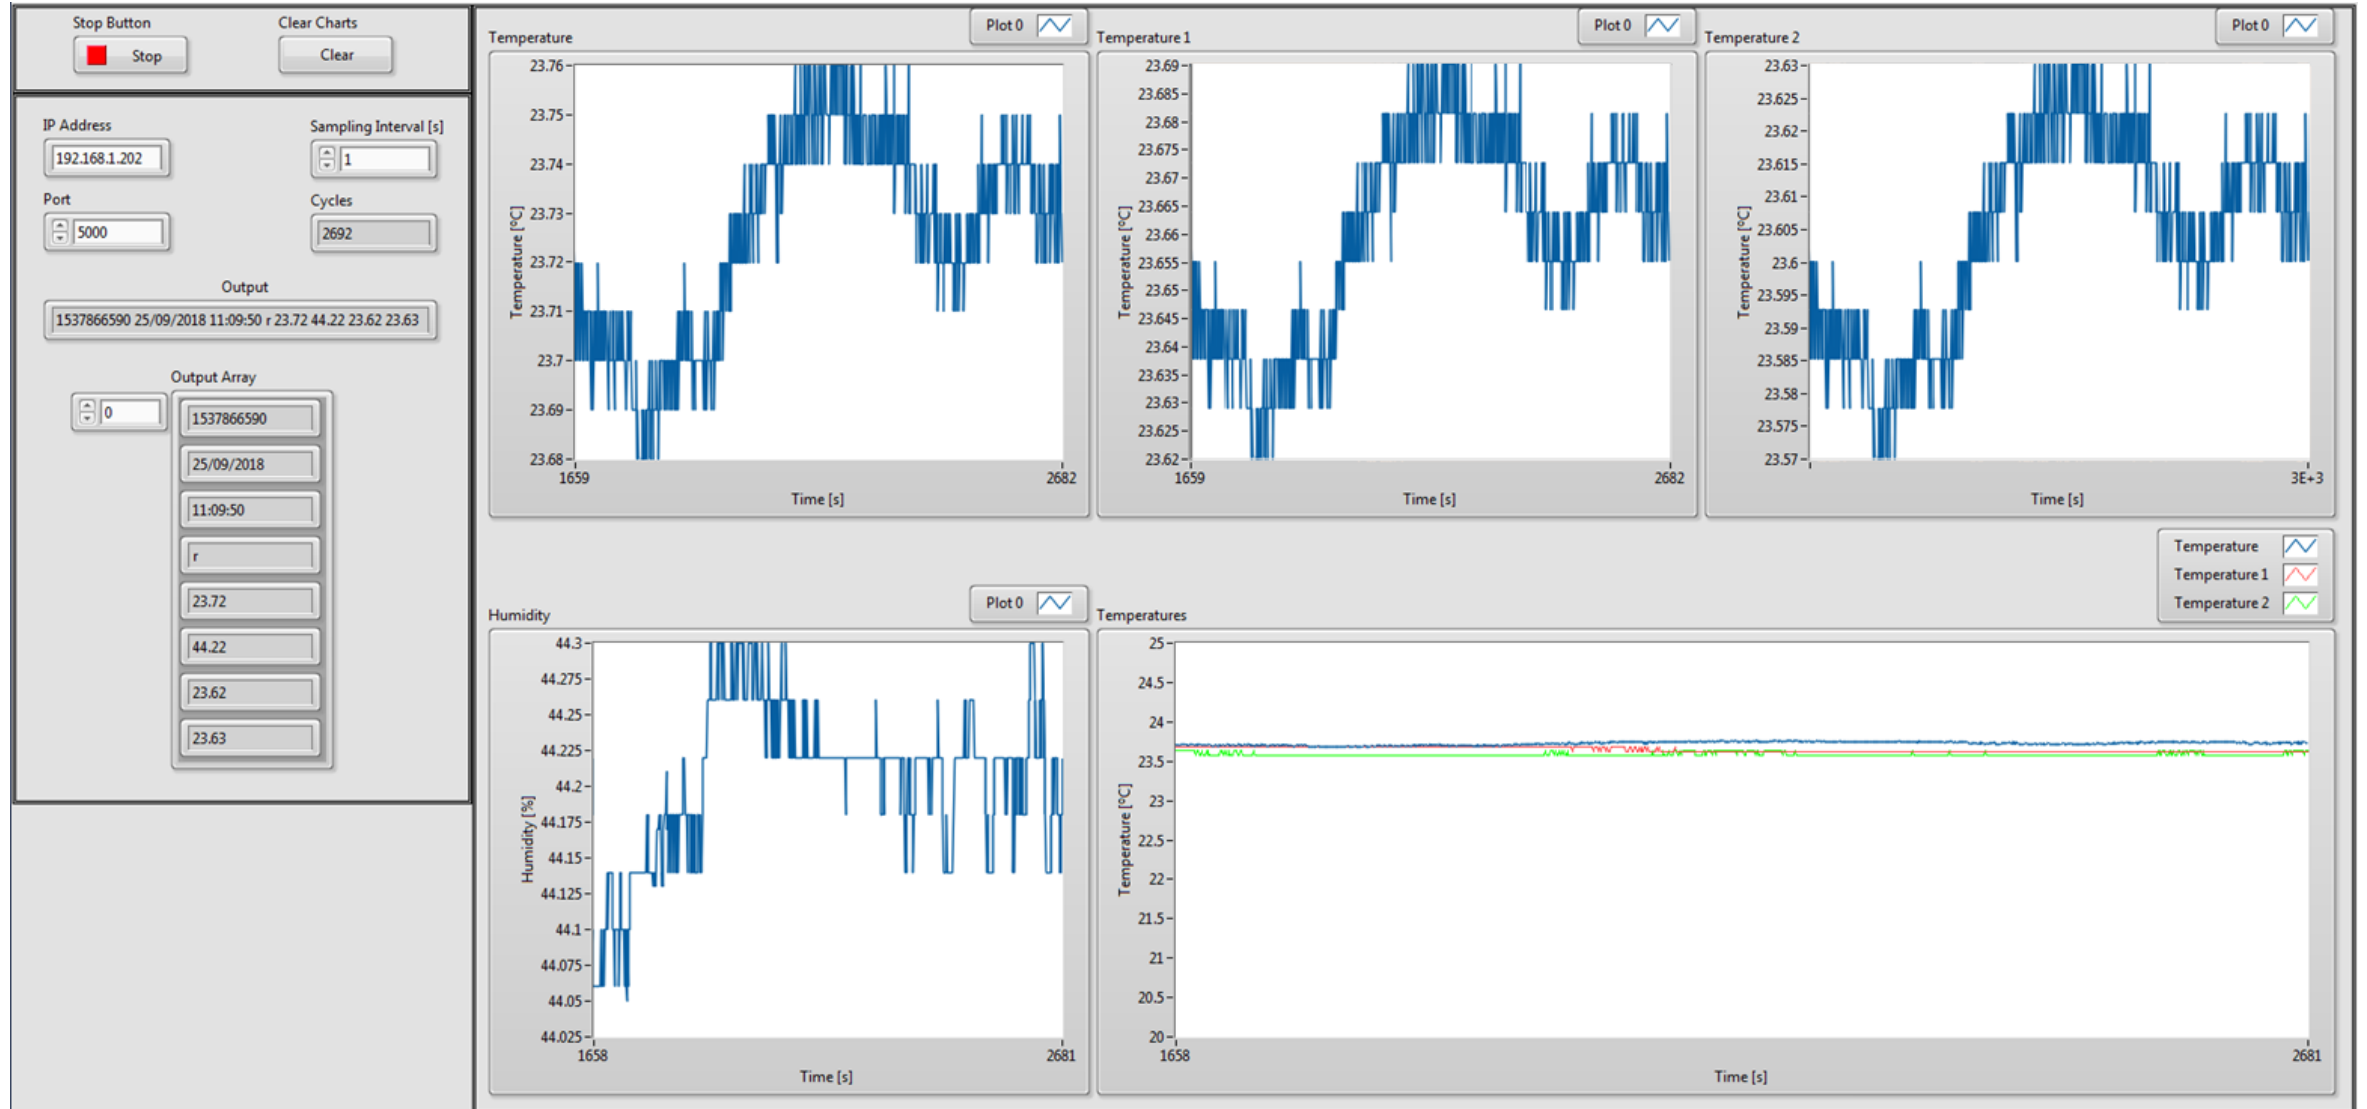 Stop Button
Clear Charts
Stop
Clear
IP Address
Sampling Interval [s]
192.168.1.202
1
Port
Cycles
5000
2692
Output
1537866590 25/09/2018 11:09:50 r 23.72 44.22 23.62 23.63
Output Array
0
1537866590
25/09/2018
11:09:50
r
23.72
44.22
23.62
23.63
Temperature
Plot 0
Temperature [ºC]
23.76
23.75
23.74
23.73
23.72
23.71
23.7
23.69
23.68
1659
2682
Time [s]
Temperature 1
Plot 0
Temperature [ºC]
23.69
23.685
23.68
23.675
23.67
23.665
23.66
23.655
23.65
23.645
23.64
23.635
23.63
23.625
23.62
1659
2682
Time [s]
Temperature 2
Plot 0
Temperature [ºC]
23.63
23.625
23.62
23.615
23.61
23.605
23.6
23.595
23.59
23.585
23.58
23.575
23.57
3E+3
Time [s]
Humidity
Plot 0
Humidity [%]
44.3
44.275
44.25
44.225
44.2
44.175
44.15
44.125
44.1
44.075
44.05
44.025
1658
2681
Time [s]
Temperatures
Temperature
Temperature 1
Temperature 2
Temperature [ºC]
25
24.5
24
23.5
23
22.5
22
21.5
21
20.5
20
1658
2681
Time [s]